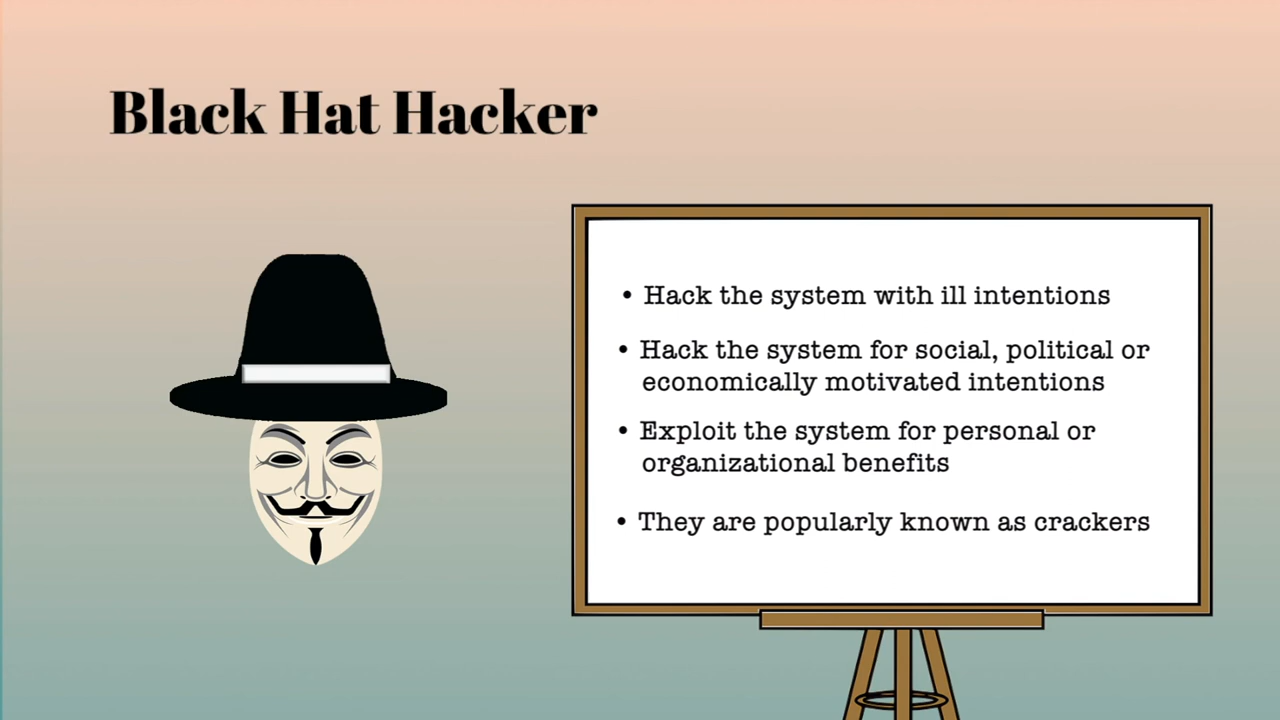 Black Hat Hacker
• Hack the system with ill intentions
• Hack the system for social, political or
economically motivated intentions
• Exploit the system for personal or
organizational benefits
• They are popularly known as crackers